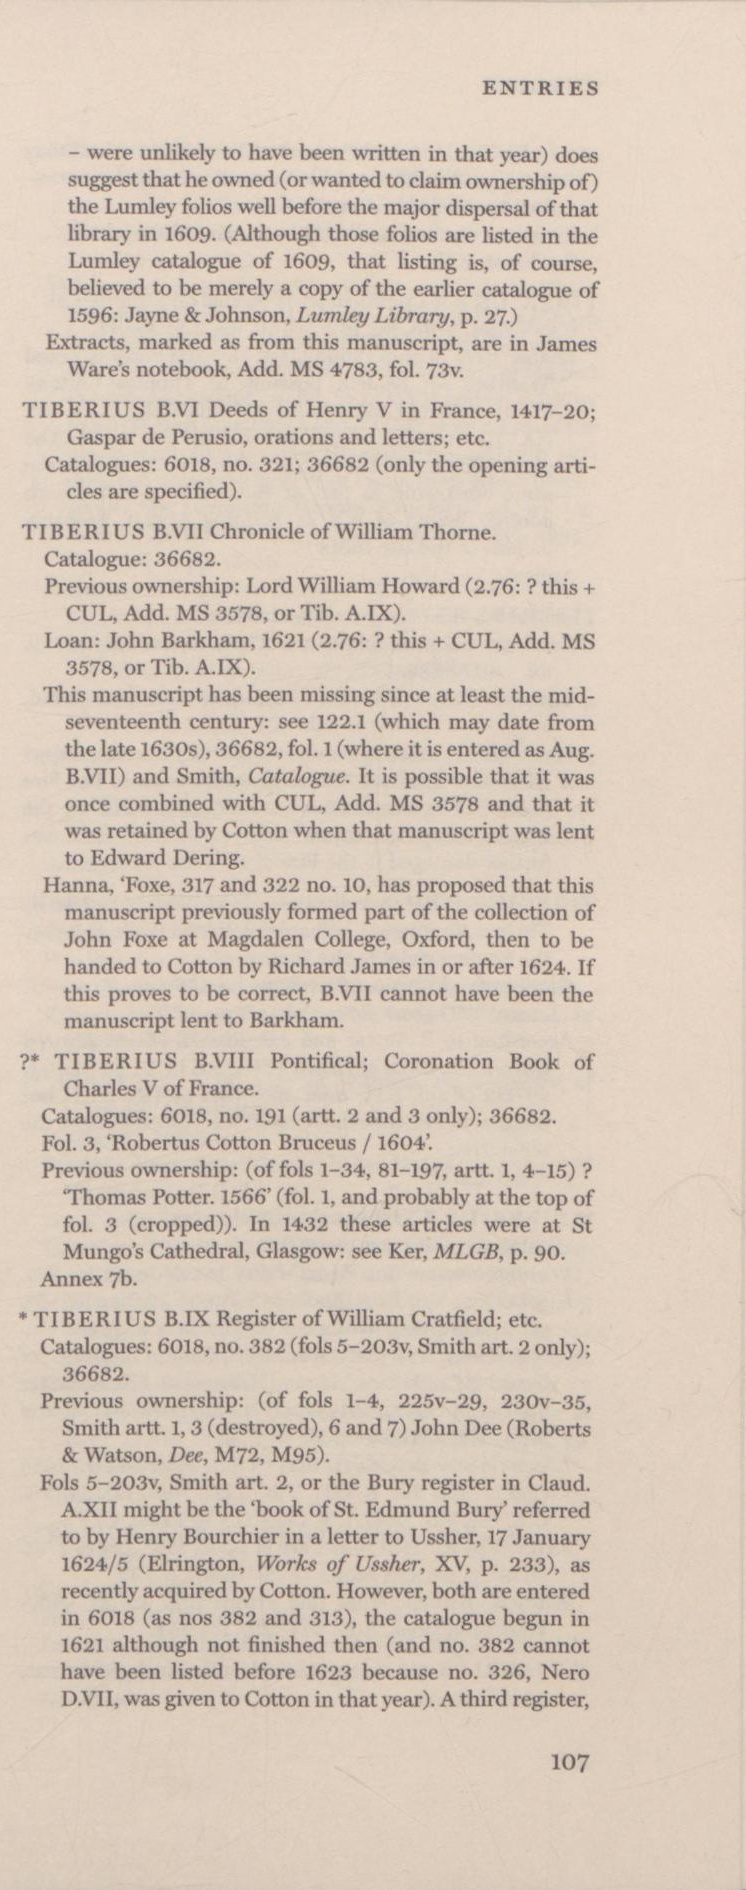 ENTRIES
– were unlikely to have been written in that year) does
suggest that he owned (or wanted to claim ownership of)
the Lumley folios well before the major dispersal of that
library in 1609. (Although those folios are listed in the
Lumley catalogue of 1609, that listing is, of course,
believed to be merely a copy of the earlier catalogue of
1596: Jayne & Johnson, Lumley Library, p. 27.)
Extracts, marked as from this manuscript, are in James
Ware's notebook, Add. MS 4783, fol. 73v.
TIBERIUS B.VI Deeds of Henry V in France, 1417–20;
Gaspar de Perusio, orations and letters; etc.
Catalogues: 6018, no. 321; 36682 (only the opening arti-
cles are specified).
TIBERIUS B.VII Chronicle of William Thorne.
Catalogue: 36682.
Previous ownership: Lord William Howard (2.76: ? this +
CUL, Add. MS 3578, or Tib. A.IX).
Loan: John Barkham, 1621 (2.76: ? this + CUL, Add. MS
3578, or Tib. A.IX).
This manuscript has been missing since at least the mid-
seventeenth century: see 122.1 (which may date from
the late 1630s), 36682, fol. 1 (where it is entered as Aug.
B.VII) and Smith, Catalogue. It is possible that it was
once combined with CUL, Add. MS 3578 and that it
was retained by Cotton when that manuscript was lent
to Edward Dering.
Hanna, 'Foxe, 317 and 322 no. 10, has proposed that this
manuscript previously formed part of the collection of
John Foxe at Magdalen College, Oxford, then to be
handed to Cotton by Richard James in or after 1624. If
this proves to be correct, B.VII cannot have been the
manuscript lent to Barkham.
?* TIBERIUS B.VIII Pontifical; Coronation Book of
Charles V of France.
Catalogues: 6018, no. 191 (artt. 2 and 3 only); 36682.
Fol. 3, 'Robertus Cotton Bruceus / 1604'.
Previous ownership: (of fols 1–34, 81–197, artt. 1, 4–15) ?
'Thomas Potter. 1566' (fol. 1, and probably at the top of
fol. 3 (cropped)). In 1432 these articles were at St
Mungo's Cathedral, Glasgow: see Ker, MLGB, p. 90.
Annex 7b.
* TIBERIUS B.IX Register of William Cratfield; etc.
Catalogues: 6018, no. 382 (fols 5–203v, Smith art. 2 only);
36682.
Previous ownership: (of fols 1–4, 225v–29, 230v–35,
Smith artt. 1, 3 (destroyed), 6 and 7) John Dee (Roberts
& Watson, Dee, M72, M95).
Fols 5–203v, Smith art. 2, or the Bury register in Claud.
A.XII might be the 'book of St. Edmund Bury' referred
to by Henry Bourchier in a letter to Ussher, 17 January
1624/5 (Elrington, Works of Ussher, XV, p. 233), as
recently acquired by Cotton. However, both are entered
in 6018 (as nos 382 and 313), the catalogue begun in
1621 although not finished then (and no. 382 cannot
have been listed before 1623 because no. 326, Nero
D.VII, was given to Cotton in that year). A third register,
107